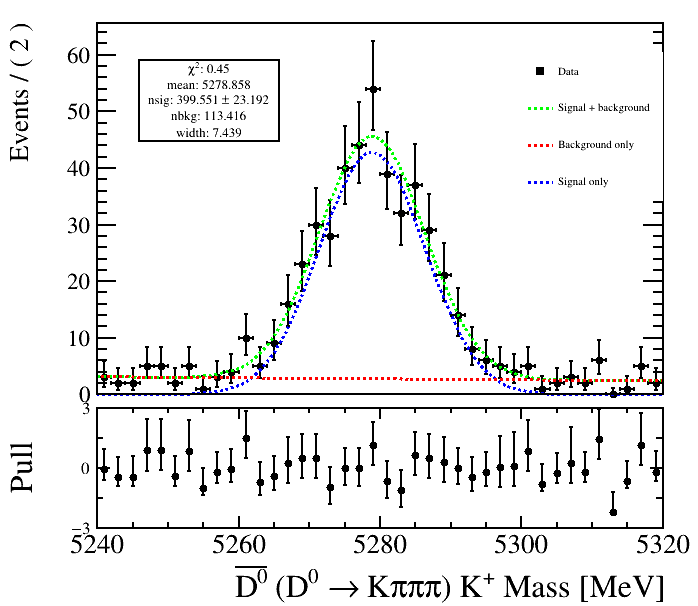 Events / ( 2 )
60
50
40
30
20
10
0
χ²: 0.45
mean: 5278.858
nsig: 399.551 ± 23.192
nbkg: 113.416
width: 7.439
Data
Signal + background
Background only
Signal only
Pull
3
0
−3
5240 5260 5280 5300 5320
D̅⁰ (D⁰ → Kπππ) K⁺ Mass [MeV]